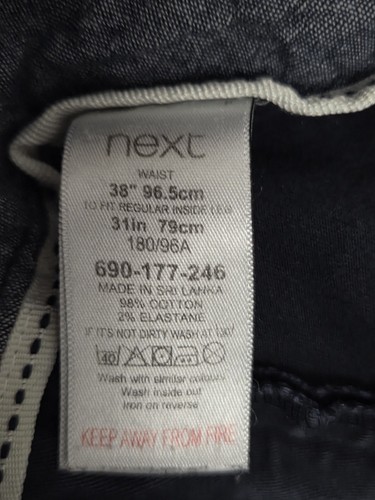 next
WAIST
38" 96.5cm
TO FIT REGULAR INSIDE LEG
31in 79cm
180/96A
690-177-246
MADE IN SRI LANKA
98% COTTON
2% ELASTANE
IF IT'S NOT DIRTY WASH AT 30°
40
Wash with similar colours
Wash inside out
Iron on reverse
KEEP AWAY FROM FIRE